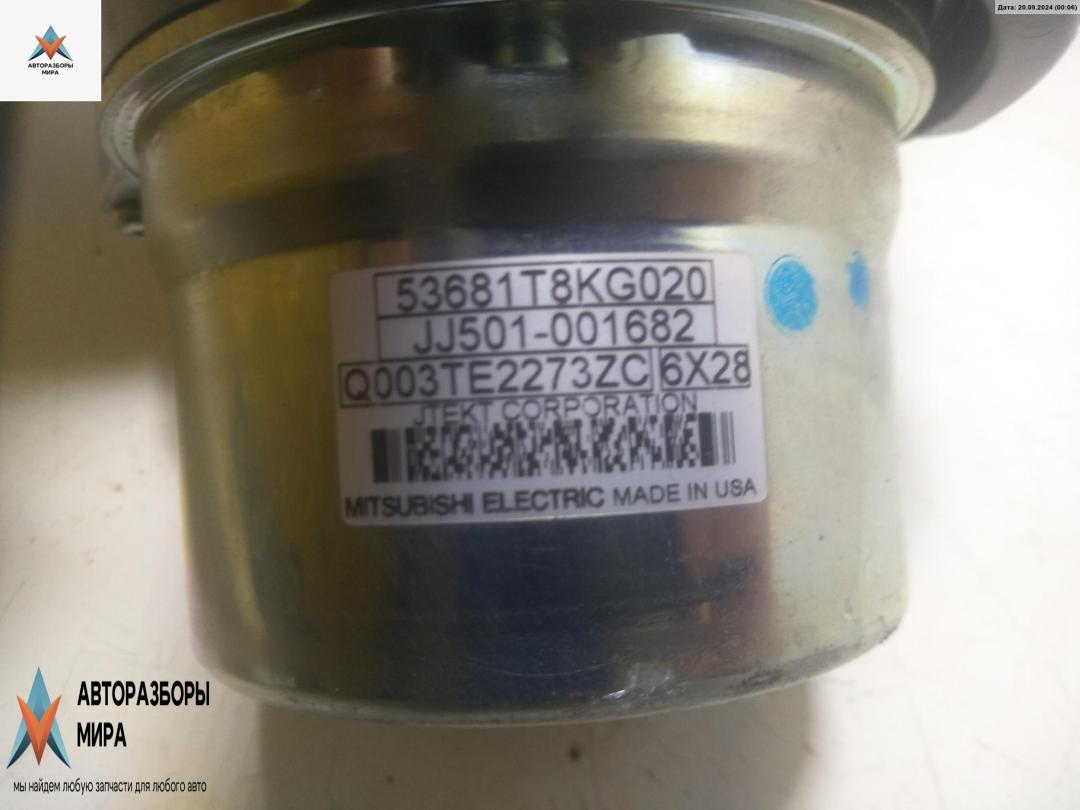 Дата: 20.09.2024 (00:06)
АВТОРАЗБОРЫ
МИРА
53681T8KG020
JJ501-001682
Q003TE2273ZC 6X28
JTEKT CORPORATION
MITSUBISHI ELECTRIC MADE IN USA
АВТОРАЗБОРЫ
МИРА
мы найдем любую запчасти для любого авто